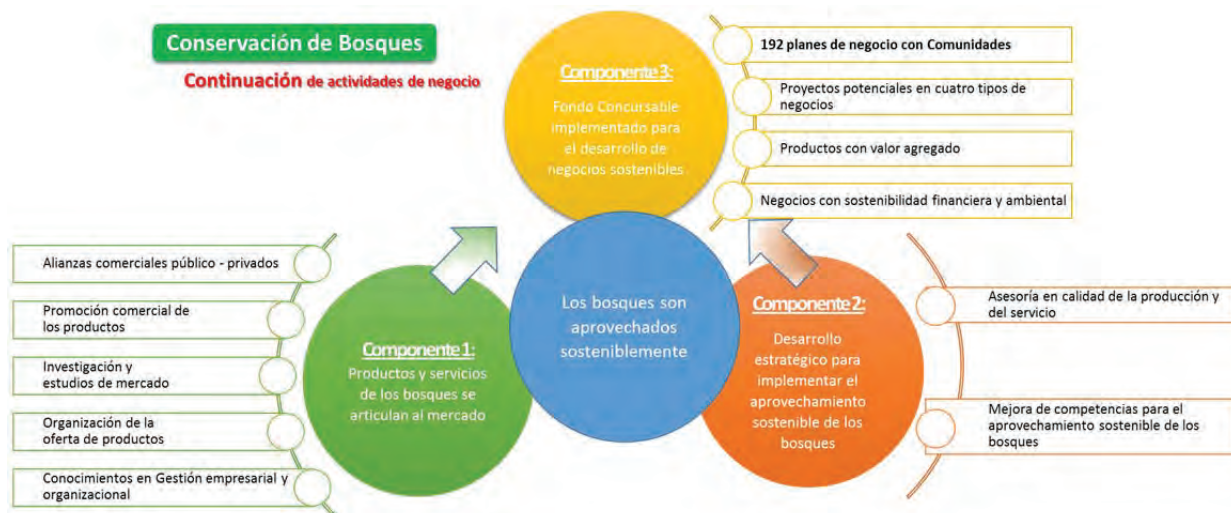 Conservación de Bosques
Continuación de actividades de negocio
Componente 3:
Fondo Concursable
implementado para
el desarrollo de
negocios sostenibles
192 planes de negocio con Comunidades
Proyectos potenciales en cuatro tipos de
negocios
Productos con valor agregado
Negocios con sostenibilidad financiera y ambiental
Alianzas comerciales público - privados
Promoción comercial de
los productos
Investigación y
estudios de mercado
Organización de la
oferta de productos
Conocimientos en Gestión empresarial y
organizacional
Componente 1:
Productos y servicios
de los bosques se
articulan al mercado
Los bosques son
aprovechados
sosteniblemente
Componente 2:
Desarrollo
estratégico para
implementar el
aprovechamiento
sostenible de los
bosques
Asesoría en calidad de la producción y
del servicio
Mejora de competencias para el
aprovechamiento sostenible de los
bosques